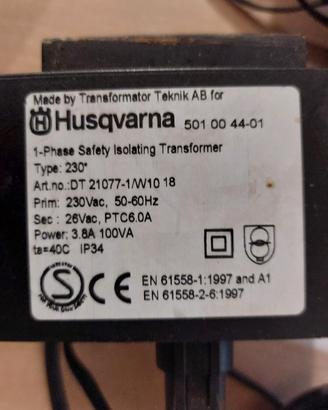 Made by Transformator Teknik AB for
Husqvarna 501 00 44-01
1-Phase Safety Isolating Transformer
Type: 230*
Art.no.:DT 21077-1/W10 18
Prim: 230Vac, 50-60Hz
Sec : 26Vac, PTC6.0A
Power: 3.8A 100VA
ta=40C IP34
S CE
EN 61558-1:1997 and A1
EN 61558-2-6:1997